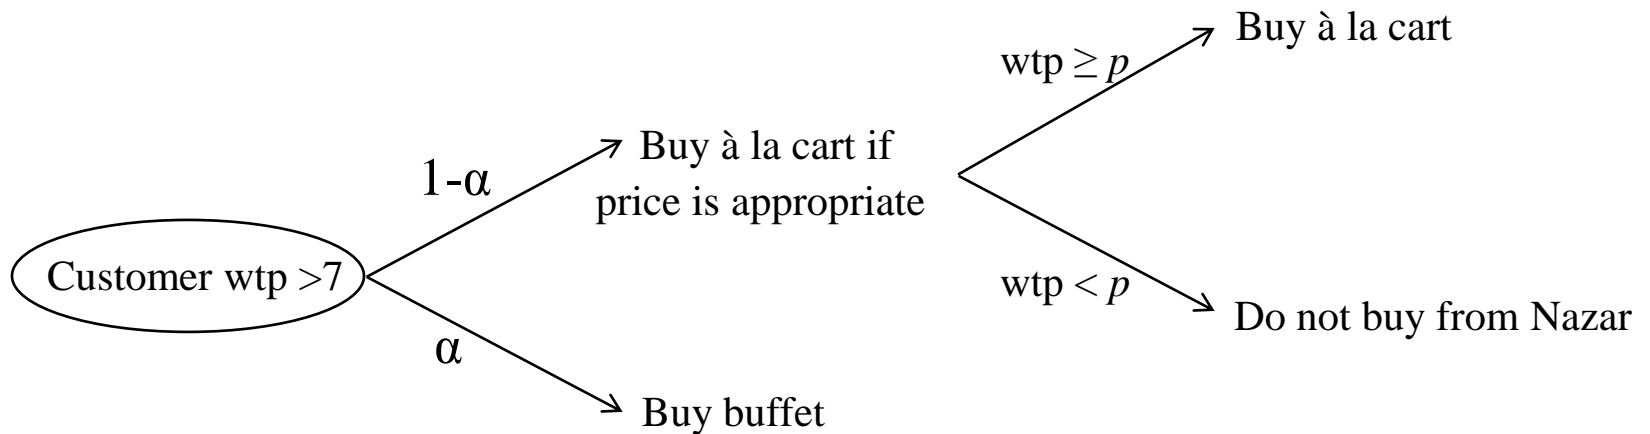 Buy à la cart
wtp ≥ p
Buy à la cart if
price is appropriate
1-α
Customer wtp >7
wtp < p
Do not buy from Nazar
α
Buy buffet